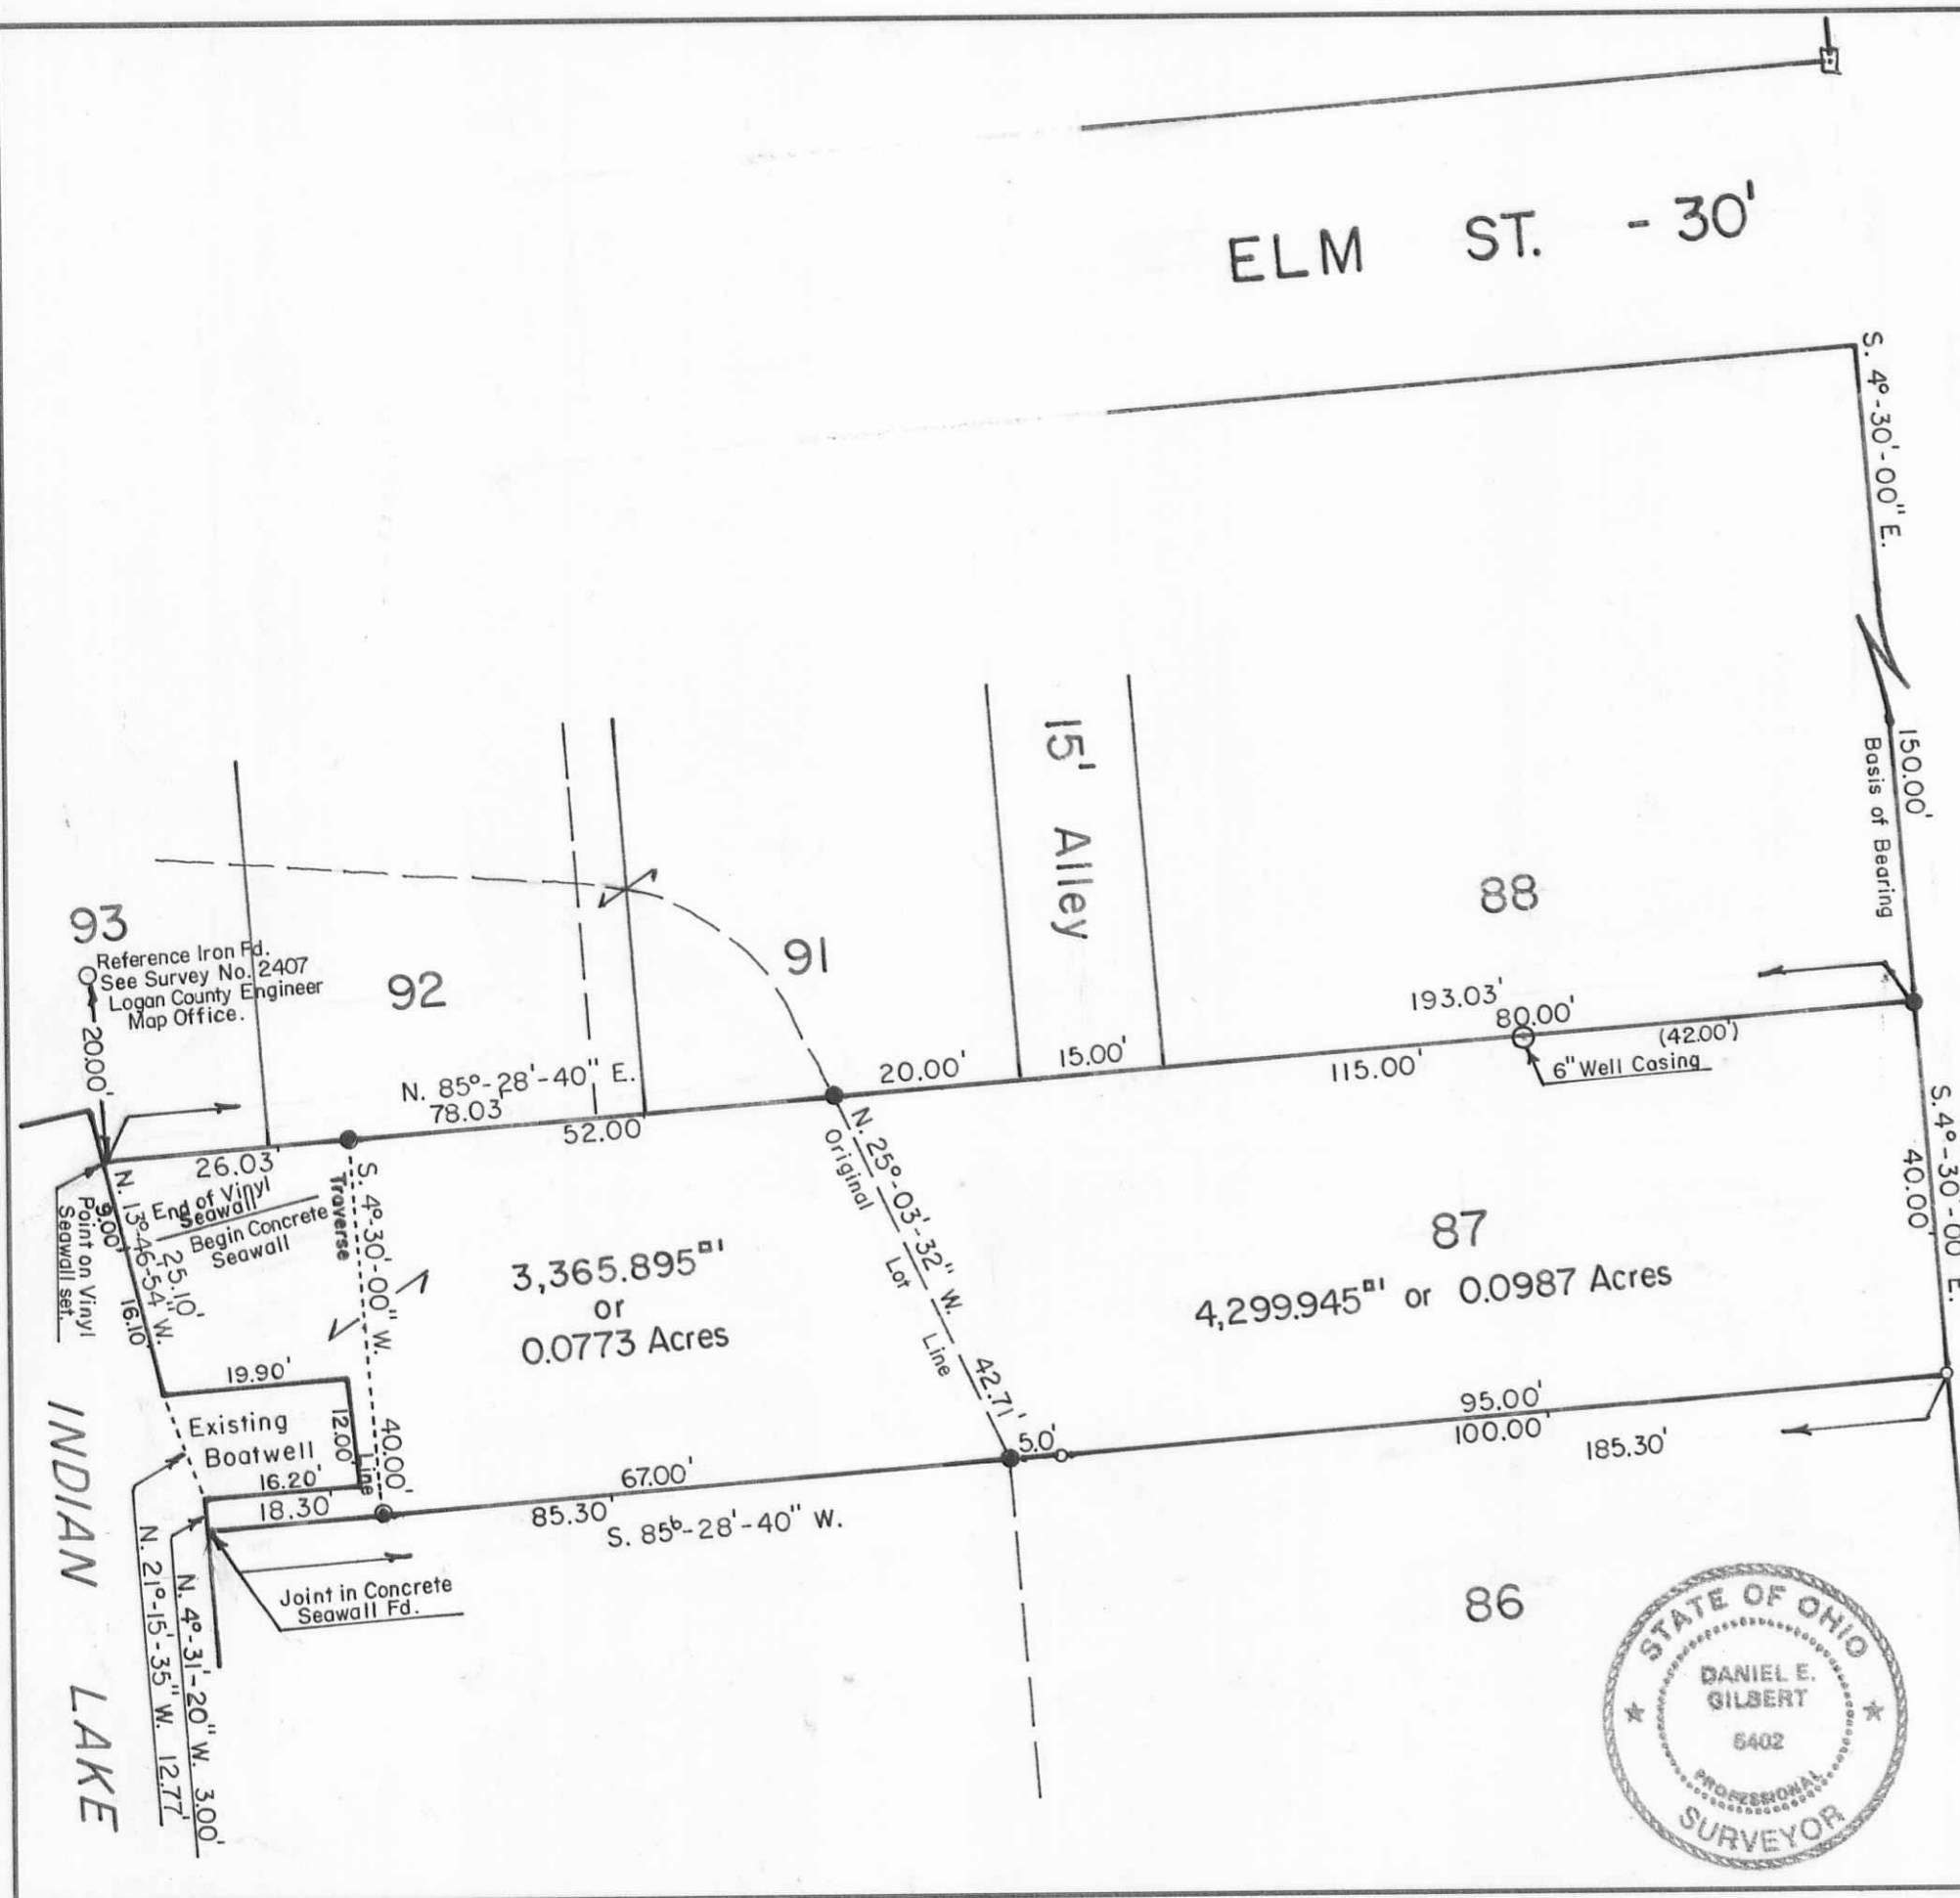 ELM ST. - 30'
S. 4°-30'-00" E.
150.00'
Basis of Bearing
15' Alley
88
93
Reference Iron Fd.
See Survey No. 2407
Logan County Engineer
Map Office.
20.00'
92
91
193.03'
80.00'
(42.00')
6" Well Casing
N. 85°-28'-40" E.
78.03'
20.00'
15.00'
115.00'
52.00'
26.03'
N. 25°-03'-32" W. 42.71'
Original Lot Line
S. 4°-30'-00" E.
40.00'
End of Vinyl
Seawall
Begin Concrete
Seawall
Point on Vinyl
Seawall set.
9.00'
N. 13°-46'-54" W.
25.10'
16.10'
S. 4°-30'-00" W. 40.00'
Traverse Line
3,365.895□'
or
0.0773 Acres
87
4,299.945□' or 0.0987 Acres
19.90'
12.00'
Existing
Boatwell
16.20'
18.30'
67.00'
5.0'
95.00'
100.00'
185.30'
85.30'
S. 85°-28'-40" W.
Joint in Concrete
Seawall Fd.
N. 21°-15'-35" W. 12.77'
N. 4°-31'-20" W. 3.00'
INDIAN LAKE
86
STATE OF OHIO
DANIEL E.
GILBERT
5402
PROFESSIONAL
SURVEYOR